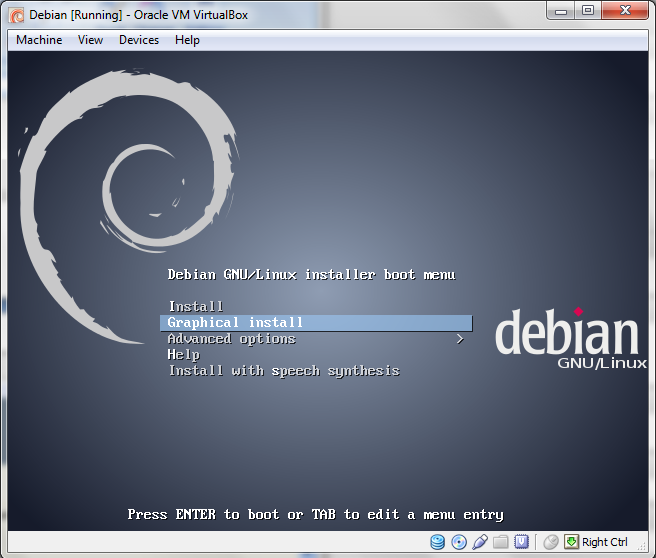 Debian [Running] - Oracle VM VirtualBox
Machine View Devices Help
Debian GNU/Linux installer boot menu
Install
Graphical install
Advanced options >
Help
Install with speech synthesis
debian
GNU/Linux
Press ENTER to boot or TAB to edit a menu entry
Right Ctrl